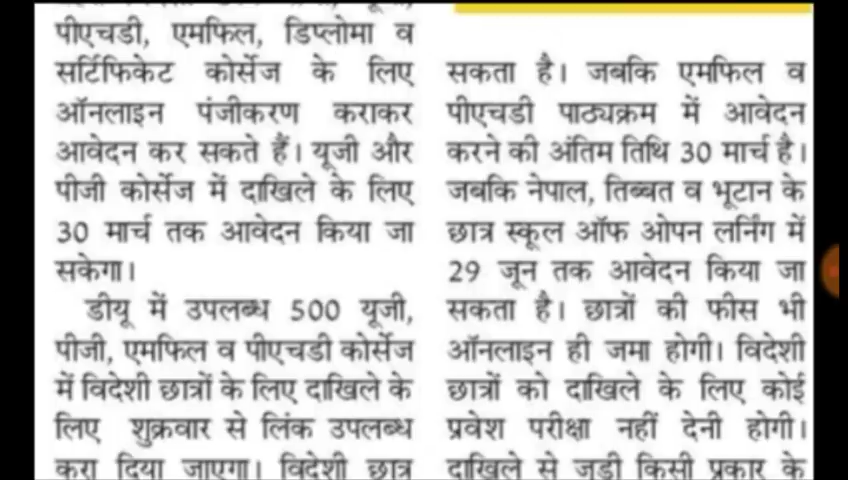 पीएचडी, एमफिल, डिप्लोमा व
सर्टिफिकेट कोर्सेज के लिए
ऑनलाइन पंजीकरण कराकर
आवेदन कर सकते हैं। यूजी और
पीजी कोर्सेज में दाखिले के लिए
30 मार्च तक आवेदन किया जा
सकेगा।
डीयू में उपलब्ध 500 यूजी,
पीजी, एमफिल व पीएचडी कोर्सेज
में विदेशी छात्रों के लिए दाखिले के
लिए शुक्रवार से लिंक उपलब्ध
करा दिया जाएगा। विदेशी छात्र
सकता है। जबकि एमफिल व
पीएचडी पाठ्यक्रम में आवेदन
करने की अंतिम तिथि 30 मार्च है।
जबकि नेपाल, तिब्बत व भूटान के
छात्र स्कूल ऑफ ओपन लर्निंग में
29 जून तक आवेदन किया जा
सकता है। छात्रों की फीस भी
ऑनलाइन ही जमा होगी। विदेशी
छात्रों को दाखिले के लिए कोई
प्रवेश परीक्षा नहीं देनी होगी।
दाखिले से जुड़ी किसी प्रकार के